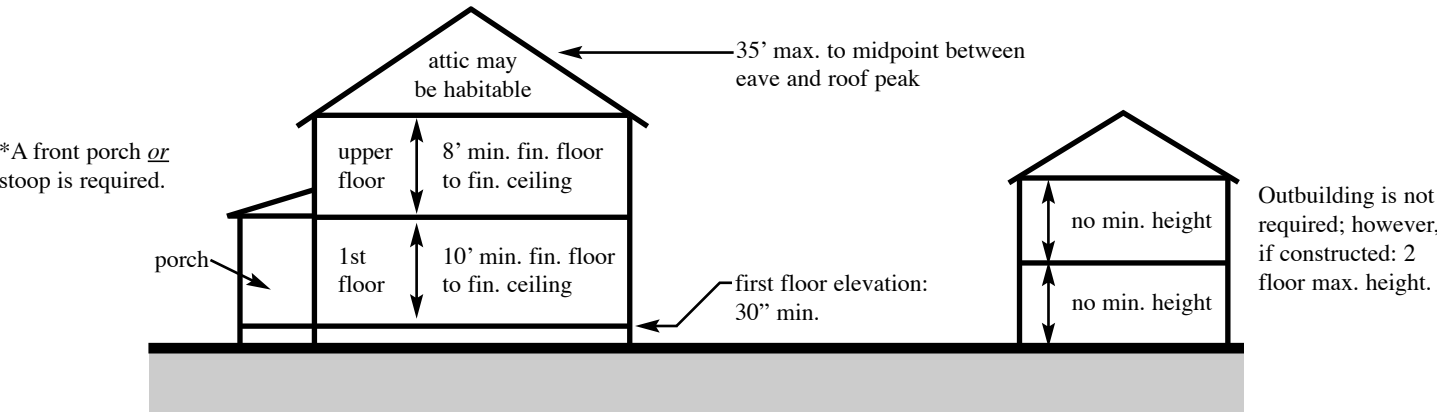 attic may
be habitable
35’ max. to midpoint between
eave and roof peak
*A front porch or
stoop is required.
upper
floor
8’ min. fin. floor
to fin. ceiling
porch
1st
floor
10’ min. fin. floor
to fin. ceiling
first floor elevation:
30” min.
no min. height
no min. height
Outbuilding is not
required; however,
if constructed: 2
floor max. height.